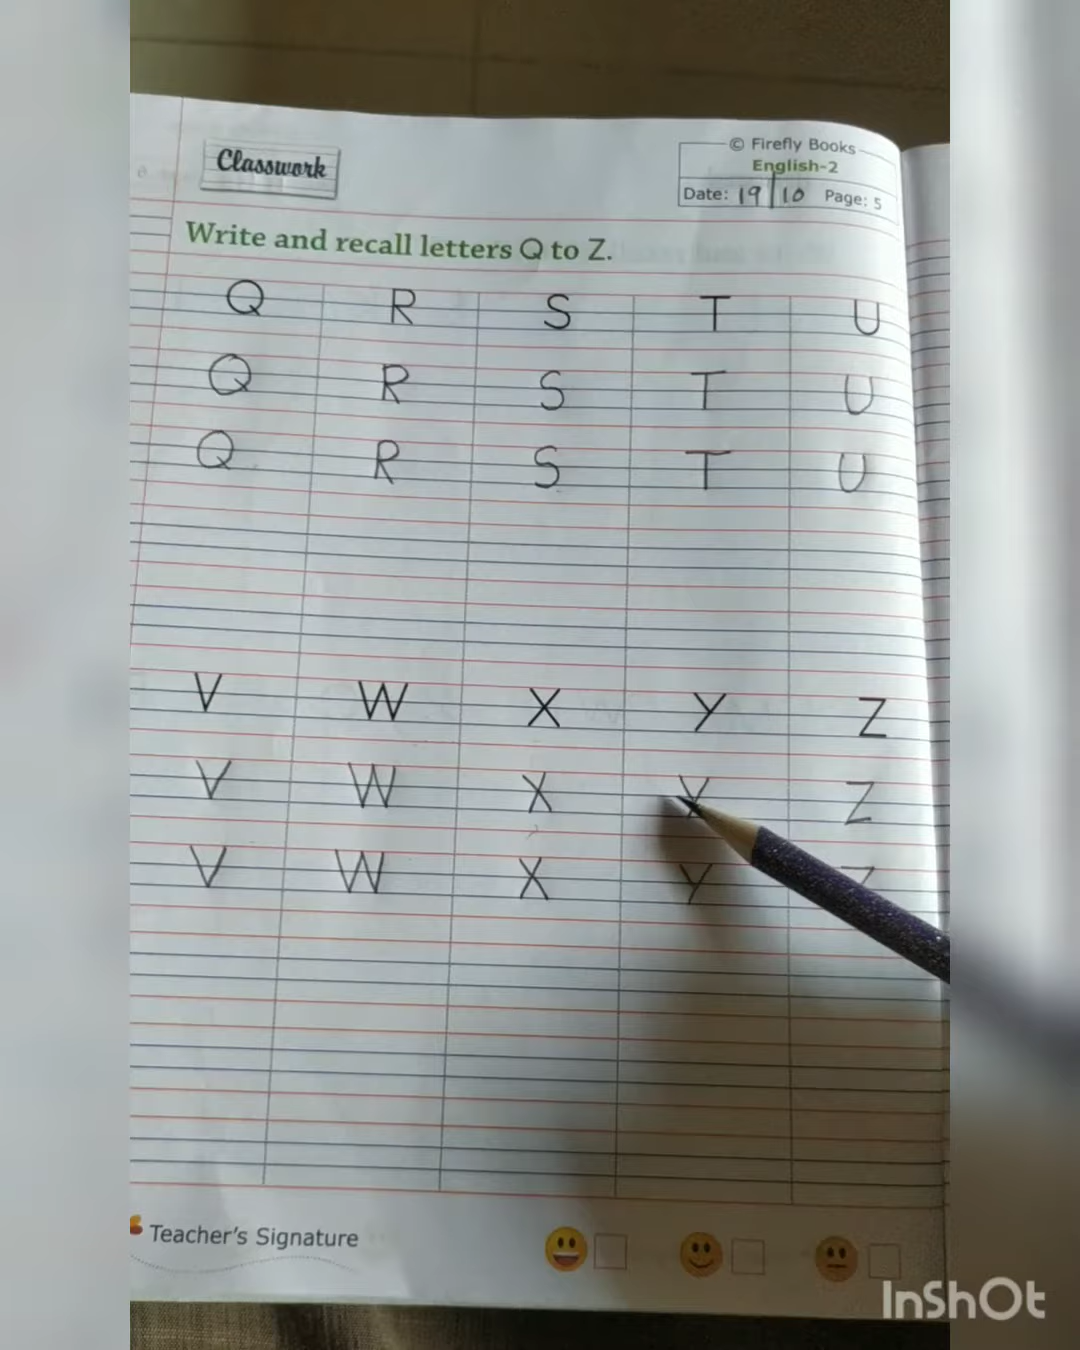 Classwork
© Firefly Books
English-2
Date: 19/10 Page: 5
Write and recall letters Q to Z.
Q R S T U
Q R S T U
Q R S T U
V W X Y Z
V W X Y Z
V W X Y Z
Teacher's Signature
InShOt